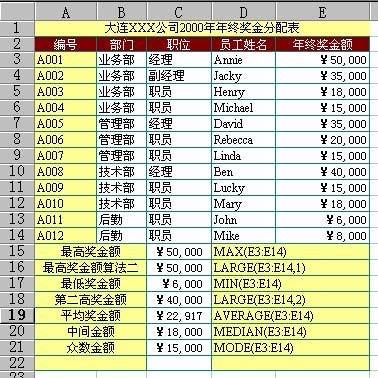 A B C D E
1 大连XXX公司2000年年终奖金分配表
2 编号 部门 职位 员工姓名 年终奖金额
3 A001 业务部 经理 Annie ￥50,000
4 A002 业务部 副经理 Jacky ￥35,000
5 A003 业务部 职员 Henry ￥18,000
6 A004 业务部 职员 Michael ￥15,000
7 A005 管理部 经理 David ￥35,000
8 A006 管理部 职员 Rebecca ￥20,000
9 A007 管理部 职员 Linda ￥15,000
10 A008 技术部 经理 Ben ￥40,000
11 A009 技术部 职员 Lucky ￥15,000
12 A010 技术部 职员 Mary ￥18,000
13 A011 后勤 职员 John ￥6,000
14 A012 后勤 职员 Mike ￥8,000
15 最高奖金额 ￥50,000 MAX(E3:E14)
16 最高奖金额算法二 ￥50,000 LARGE(E3:E14,1)
17 最低奖金额 ￥6,000 MIN(E3:E14)
18 第二高奖金额 ￥40,000 LARGE(E3:E14,2)
19 平均奖金额 ￥22,917 AVERAGE(E3:E14)
20 中间金额 ￥18,000 MEDIAN(E3:E14)
21 众数金额 ￥15,000 MODE(E3:E14)
22
23